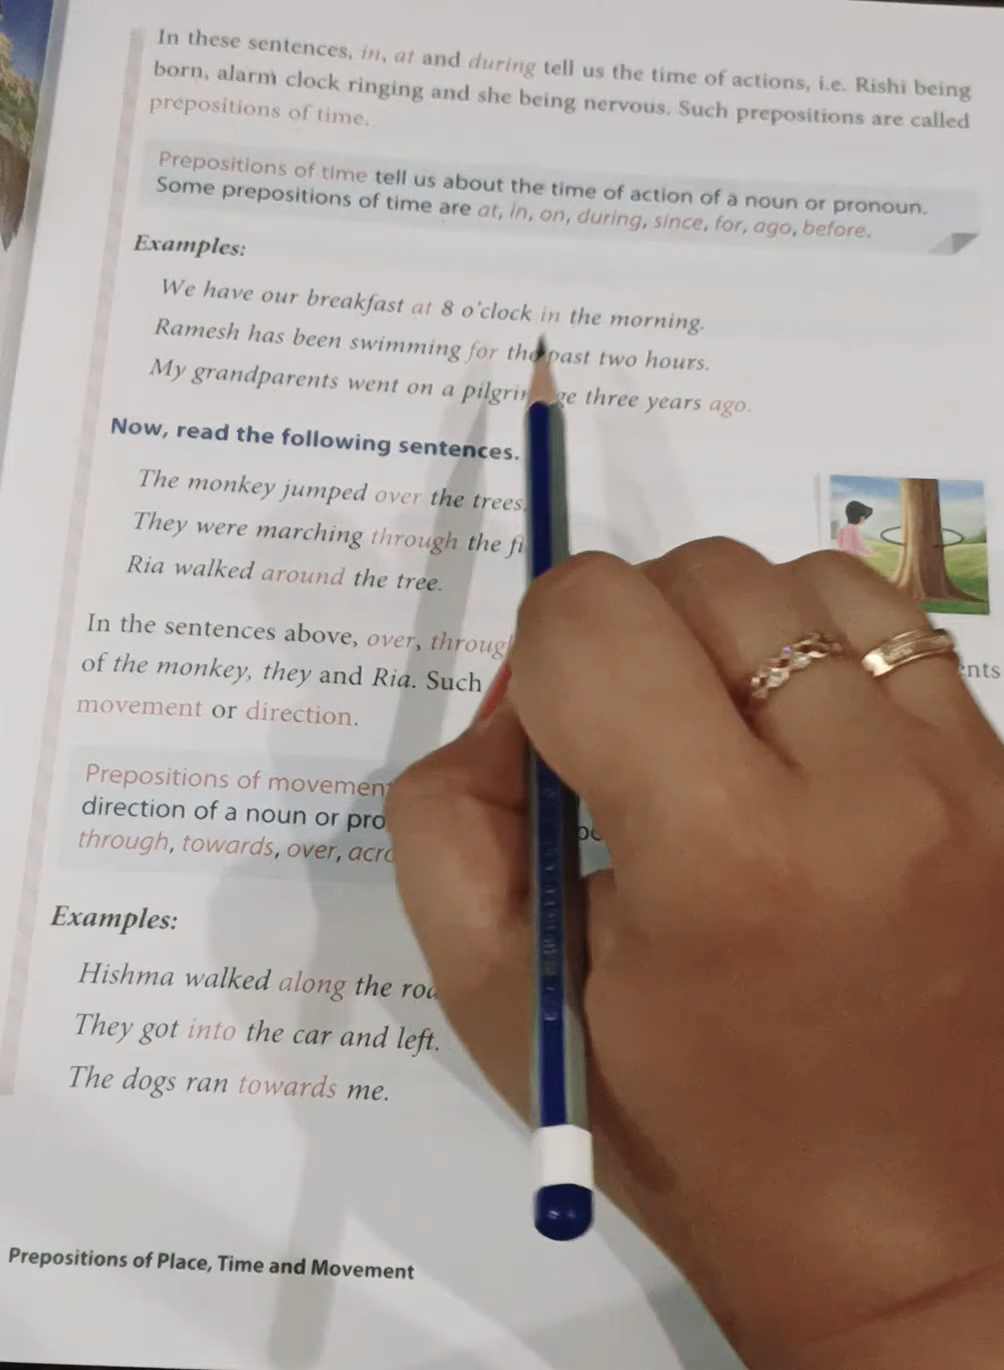 In these sentences, in, at and during tell us the time of actions, i.e. Rishi being
born, alarm clock ringing and she being nervous. Such prepositions are called
prepositions of time.
Prepositions of time tell us about the time of action of a noun or pronoun.
Some prepositions of time are at, in, on, during, since, for, ago, before.
Examples:
We have our breakfast at 8 o'clock in the morning.
Ramesh has been swimming for the past two hours.
My grandparents went on a three years ago.
Now, read the following sentences.
The monkey jumped over the trees.
They were marching through the
Ria walked around the tree.
In the sentences above, over,
of the monkey, they and Ria. Such
movement or direction.
Prepositions of
direction of a noun or
through, towards, over,
Examples:
Hishma walked along the
They got into the car and left.
The dogs ran towards me.
Prepositions of Place, Time and Movement